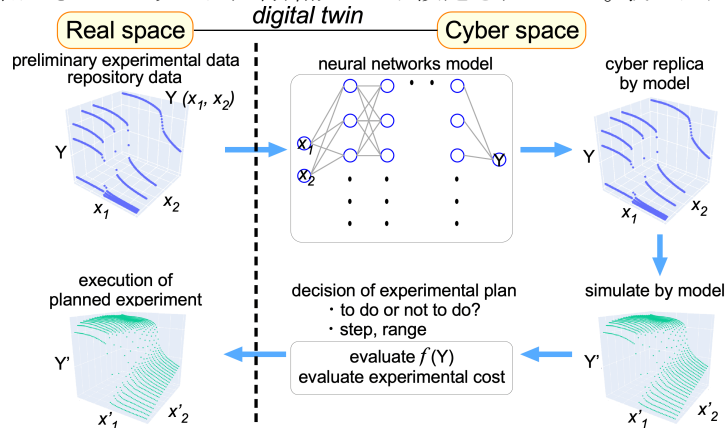 digital twin
Real space
Cyber space
preliminary experimental data
repository data
Y (x1, x2)
Y
x1
x2
neural networks model
x1
x2
Y
cyber replica
by model
Y
x1
x2
execution of
planned experiment
Y'
x'1
x'2
decision of experimental plan
・to do or not to do?
・step, range
evaluate f (Y)
evaluate experimental cost
simulate by model
Y'
x'1
x'2